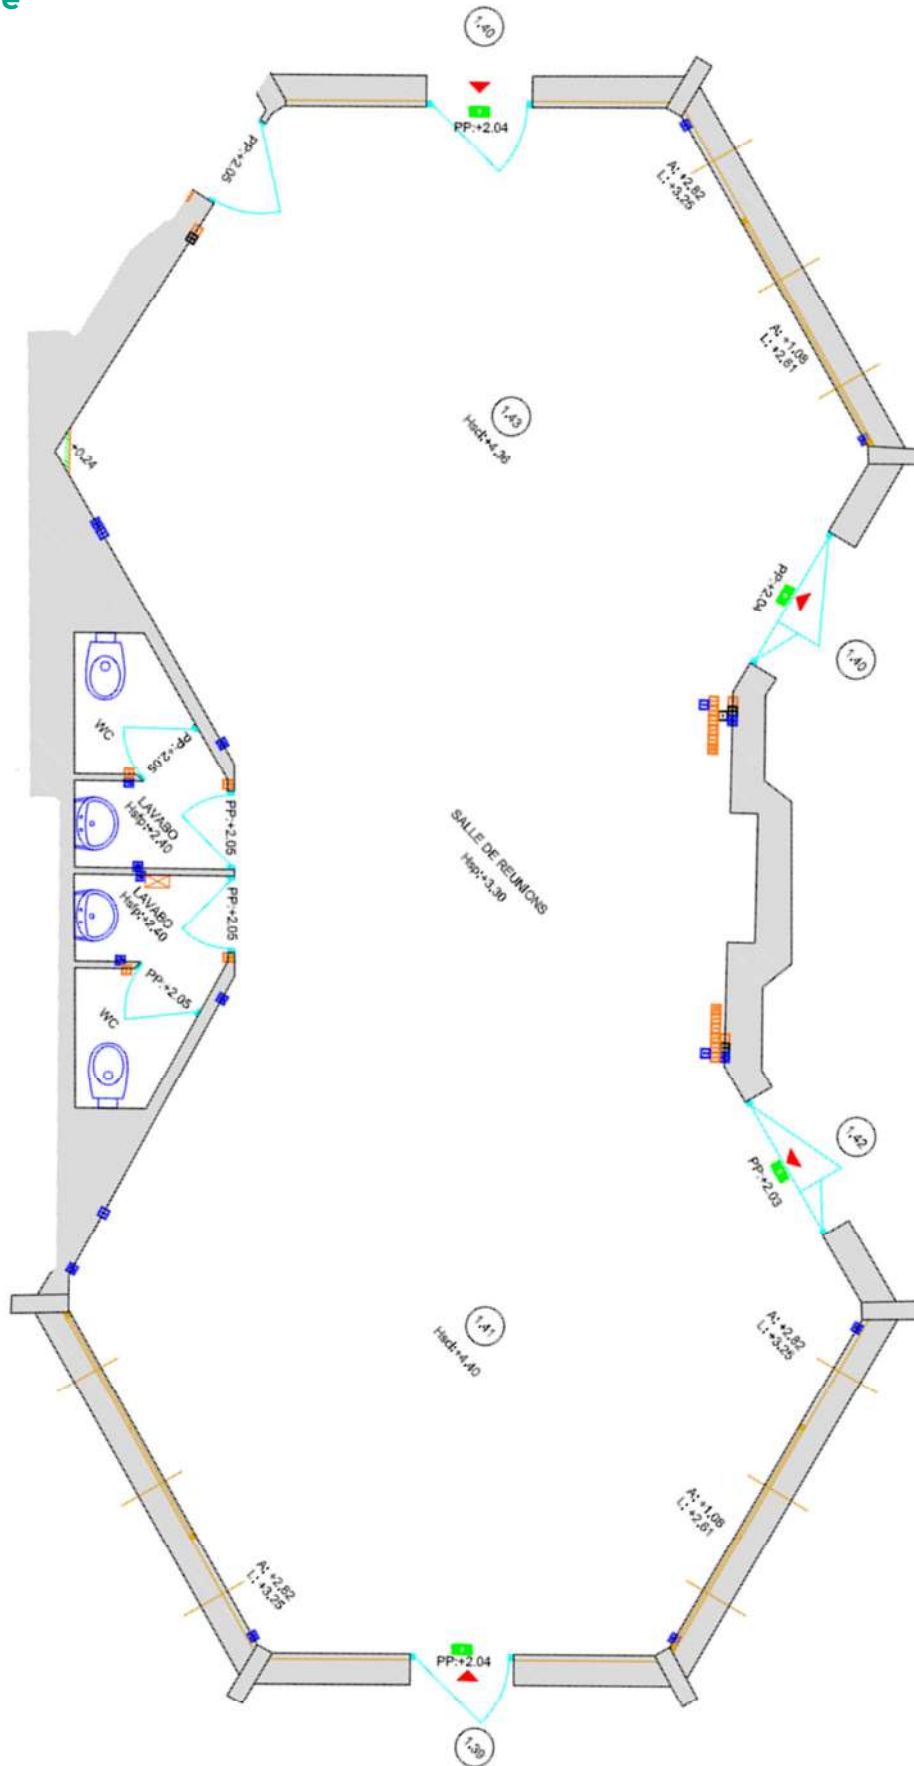 e
1.40
PP:+2.04
PP:+2.05
A: +2.82
L: +3.25
A: +1.08
L: +2.61
1.43
Hscl:+4.36
+0.24
PP:+2.04
1.40
WC
PP:+2.05
LAVABO
Hsfp:+2.40
PP:+2.05
SALLE DE REUNIONS
Hsp:+3.30
LAVABO
Hsfp:+2.40
PP:+2.05
PP:+2.05
WC
1.42
PP:+2.03
1.41
Hscl:+4.40
A: +2.82
L: +3.25
A: +1.08
L: +2.61
A: +2.82
L: +3.25
PP:+2.04
1.39